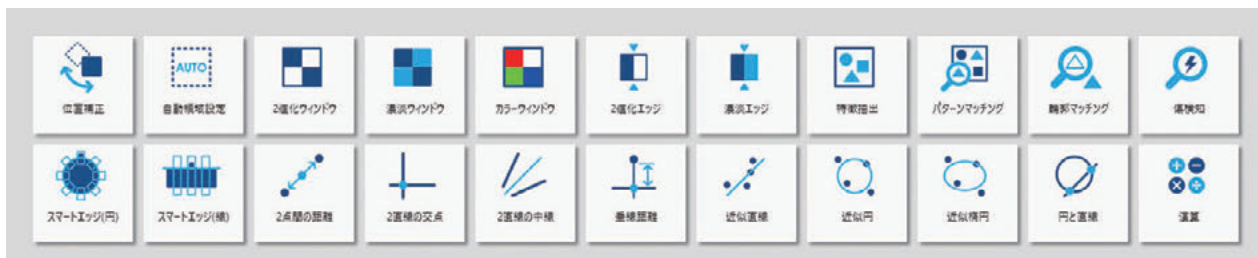 AUTO
位置補正
自動領域設定
2値化ウィンドウ
濃淡ウィンドウ
カラーウィンドウ
2値化エッジ
濃淡エッジ
特徴抽出
パターンマッチング
輪郭マッチング
傷検知
スマートエッジ(円)
スマートエッジ(線)
2点間の距離
2直線の交点
2直線の中線
垂線距離
近似直線
近似円
近似楕円
円と直線
演算